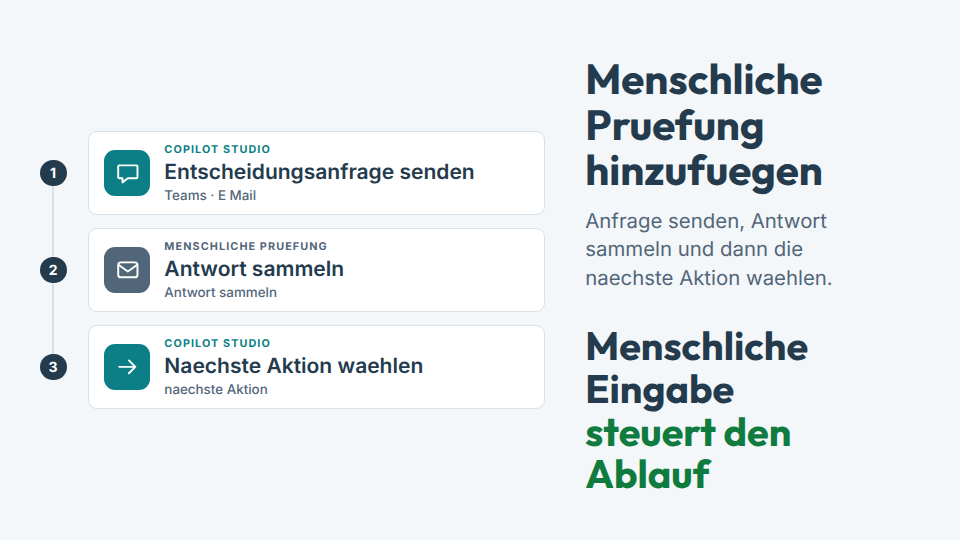 1
COPILOT STUDIO
Entscheidungsanfrage senden
Teams · E Mail
2
MENSCHLICHE PRUEFUNG
Antwort sammeln
Antwort sammeln
3
COPILOT STUDIO
Naechste Aktion waehlen
naechste Aktion
Menschliche
Pruefung
hinzufuegen
Anfrage senden, Antwort
sammeln und dann die
naechste Aktion waehlen.
Menschliche
Eingabe
steuert den
Ablauf